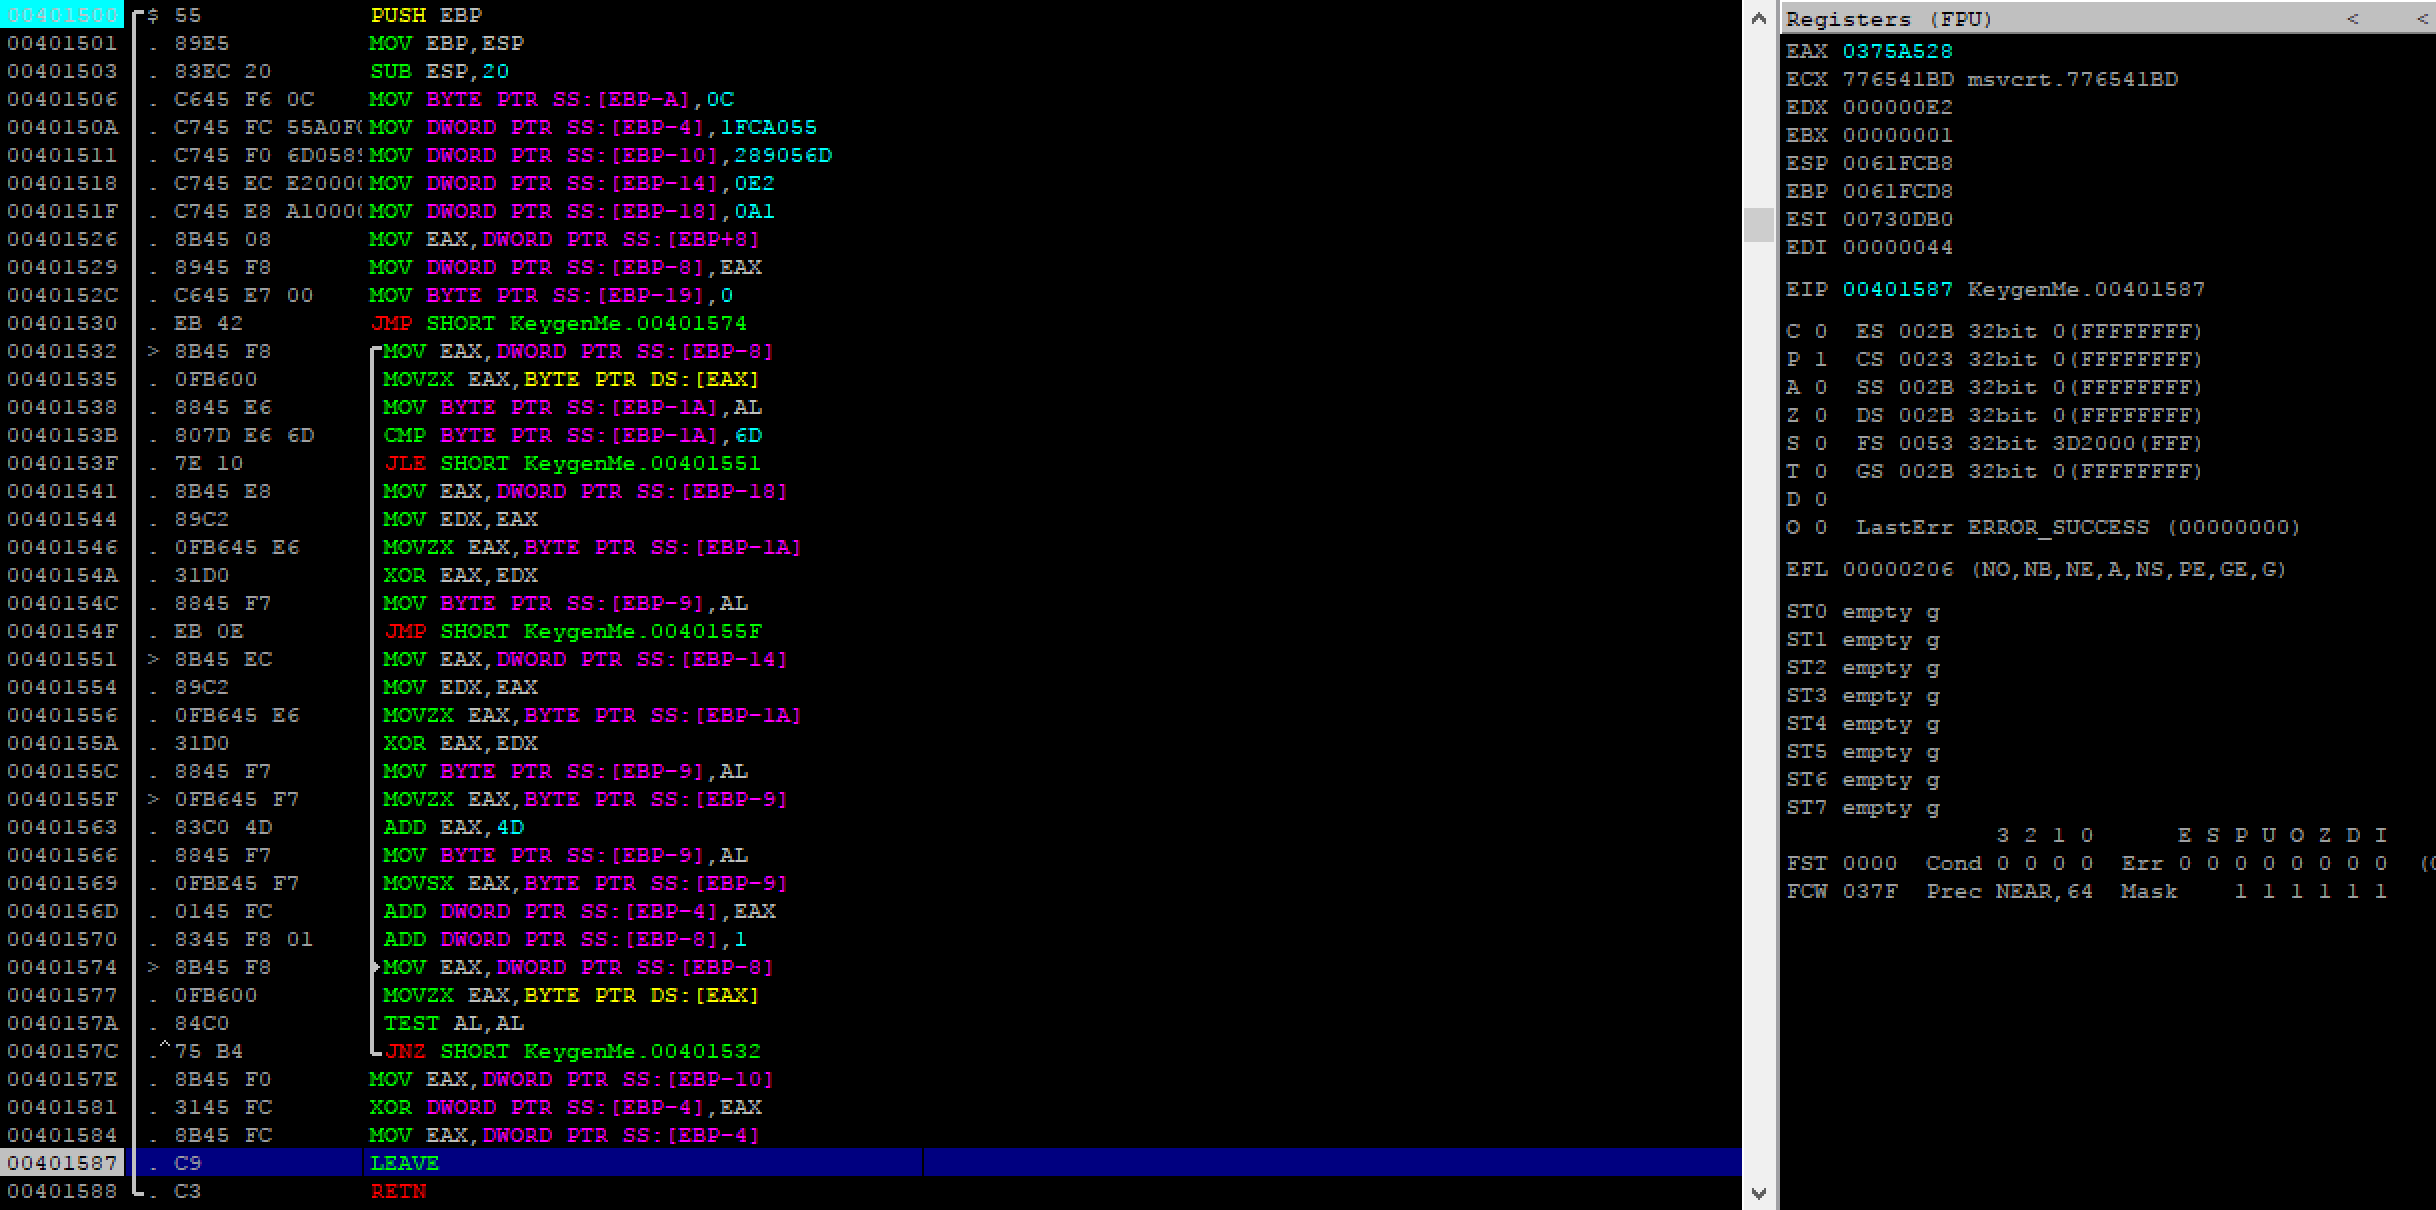 00401500 $ 55 PUSH EBP
00401501 . 89E5 MOV EBP,ESP
00401503 . 83EC 20 SUB ESP,20
00401506 . C645 F6 0C MOV BYTE PTR SS:[EBP-A],0C
0040150A . C745 FC 55A0F( MOV DWORD PTR SS:[EBP-4],1FCA055
00401511 . C745 F0 6D058 MOV DWORD PTR SS:[EBP-10],289056D
00401518 . C745 EC E2000( MOV DWORD PTR SS:[EBP-14],0E2
0040151F . C745 E8 A1000( MOV DWORD PTR SS:[EBP-18],0A1
00401526 . 8B45 08 MOV EAX,DWORD PTR SS:[EBP+8]
00401529 . 8945 F8 MOV DWORD PTR SS:[EBP-8],EAX
0040152C . C645 E7 00 MOV BYTE PTR SS:[EBP-19],0
00401530 . EB 42 JMP SHORT KeygenMe.00401574
00401532 > 8B45 F8 MOV EAX,DWORD PTR SS:[EBP-8]
00401535 . 0FB600 MOVZX EAX,BYTE PTR DS:[EAX]
00401538 . 8845 E6 MOV BYTE PTR SS:[EBP-1A],AL
0040153B . 807D E6 6D CMP BYTE PTR SS:[EBP-1A],6D
0040153F . 7E 10 JLE SHORT KeygenMe.00401551
00401541 . 8B45 E8 MOV EAX,DWORD PTR SS:[EBP-18]
00401544 . 89C2 MOV EDX,EAX
00401546 . 0FB645 E6 MOVZX EAX,BYTE PTR SS:[EBP-1A]
0040154A . 31D0 XOR EAX,EDX
0040154C . 8845 F7 MOV BYTE PTR SS:[EBP-9],AL
0040154F . EB 0E JMP SHORT KeygenMe.0040155F
00401551 > 8B45 EC MOV EAX,DWORD PTR SS:[EBP-14]
00401554 . 89C2 MOV EDX,EAX
00401556 . 0FB645 E6 MOVZX EAX,BYTE PTR SS:[EBP-1A]
0040155A . 31D0 XOR EAX,EDX
0040155C . 8845 F7 MOV BYTE PTR SS:[EBP-9],AL
0040155F > 0FB645 F7 MOVZX EAX,BYTE PTR SS:[EBP-9]
00401563 . 83C0 4D ADD EAX,4D
00401566 . 8845 F7 MOV BYTE PTR SS:[EBP-9],AL
00401569 . 0FBE45 F7 MOVSX EAX,BYTE PTR SS:[EBP-9]
0040156D . 0145 FC ADD DWORD PTR SS:[EBP-4],EAX
00401570 . 8345 F8 01 ADD DWORD PTR SS:[EBP-8],1
00401574 > 8B45 F8 MOV EAX,DWORD PTR SS:[EBP-8]
00401577 . 0FB600 MOVZX EAX,BYTE PTR DS:[EAX]
0040157A . 84C0 TEST AL,AL
0040157C .^ 75 B4 JNZ SHORT KeygenMe.00401532
0040157E . 8B45 F0 MOV EAX,DWORD PTR SS:[EBP-10]
00401581 . 3145 FC XOR DWORD PTR SS:[EBP-4],EAX
00401584 . 8B45 FC MOV EAX,DWORD PTR SS:[EBP-4]
00401587 . C9 LEAVE
00401588 . C3 RETN
Registers (FPU) < <
EAX 0375A528
ECX 776541BD msvcrt.776541BD
EDX 000000E2
EBX 00000001
ESP 0061FCB8
EBP 0061FCD8
ESI 00730DB0
EDI 00000044
EIP 00401587 KeygenMe.00401587
C 0 ES 002B 32bit 0(FFFFFFFF)
P 1 CS 0023 32bit 0(FFFFFFFF)
A 0 SS 002B 32bit 0(FFFFFFFF)
Z 0 DS 002B 32bit 0(FFFFFFFF)
S 0 FS 0053 32bit 3D2000(FFF)
T 0 GS 002B 32bit 0(FFFFFFFF)
D 0
O 0 LastErr ERROR_SUCCESS (00000000)
EFL 00000206 (NO,NB,NE,A,NS,PE,GE,G)
ST0 empty g
ST1 empty g
ST2 empty g
ST3 empty g
ST4 empty g
ST5 empty g
ST6 empty g
ST7 empty g
3 2 1 0 E S P U O Z D I
FST 0000 Cond 0 0 0 0 Err 0 0 0 0 0 0 0 0 (
FCW 037F Prec NEAR,64 Mask 1 1 1 1 1 1